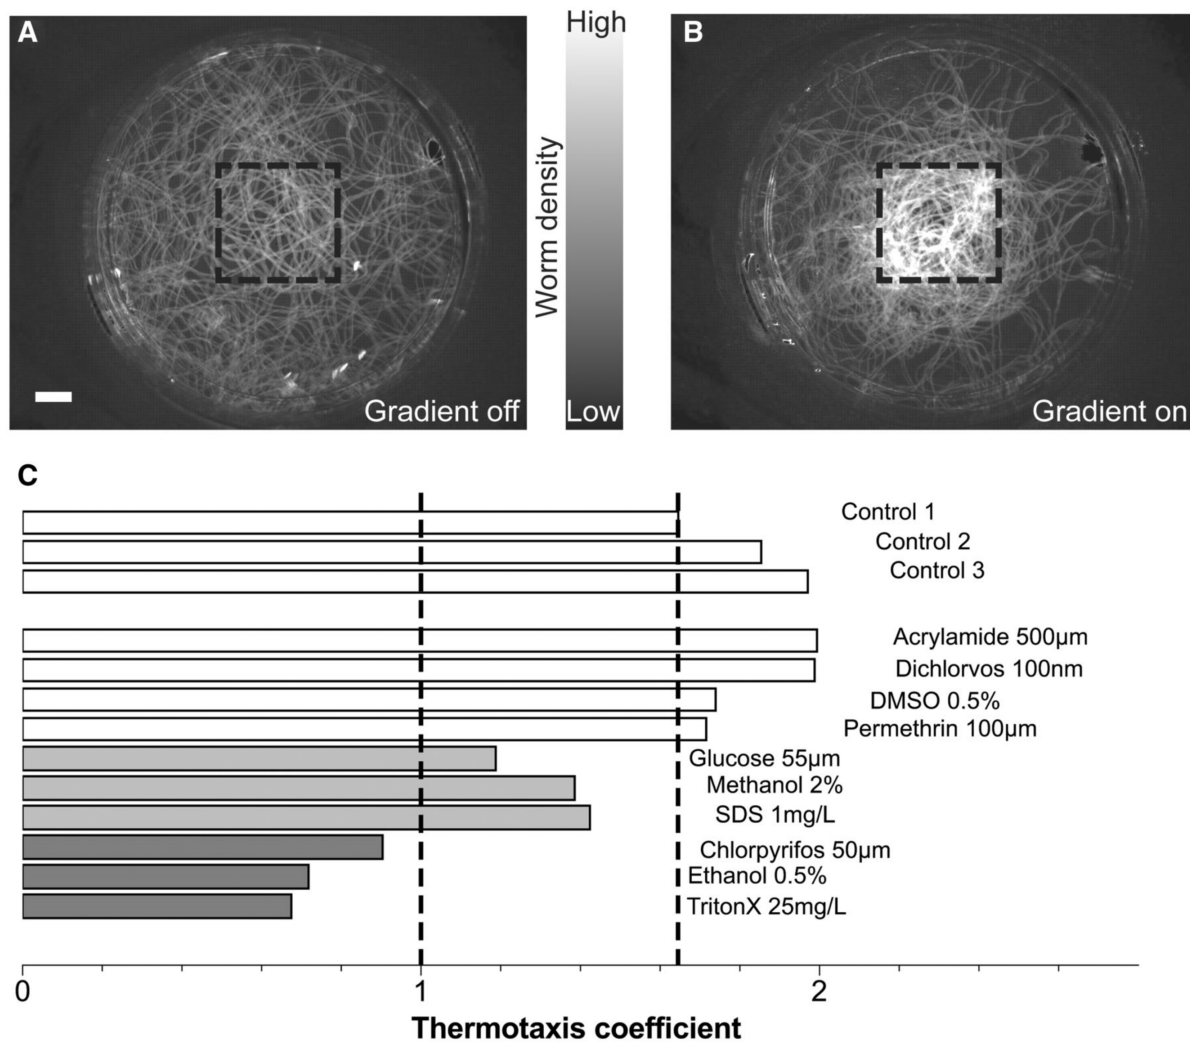 A
High
B
Worm density
Gradient off
Low
Gradient on
C
Control 1
Control 2
Control 3
Acrylamide 500µm
Dichlorvos 100nm
DMSO 0.5%
Permethrin 100µm
Glucose 55µm
Methanol 2%
SDS 1mg/L
Chlorpyrifos 50µm
Ethanol 0.5%
TritonX 25mg/L
0
1
2
Thermotaxis coefficient